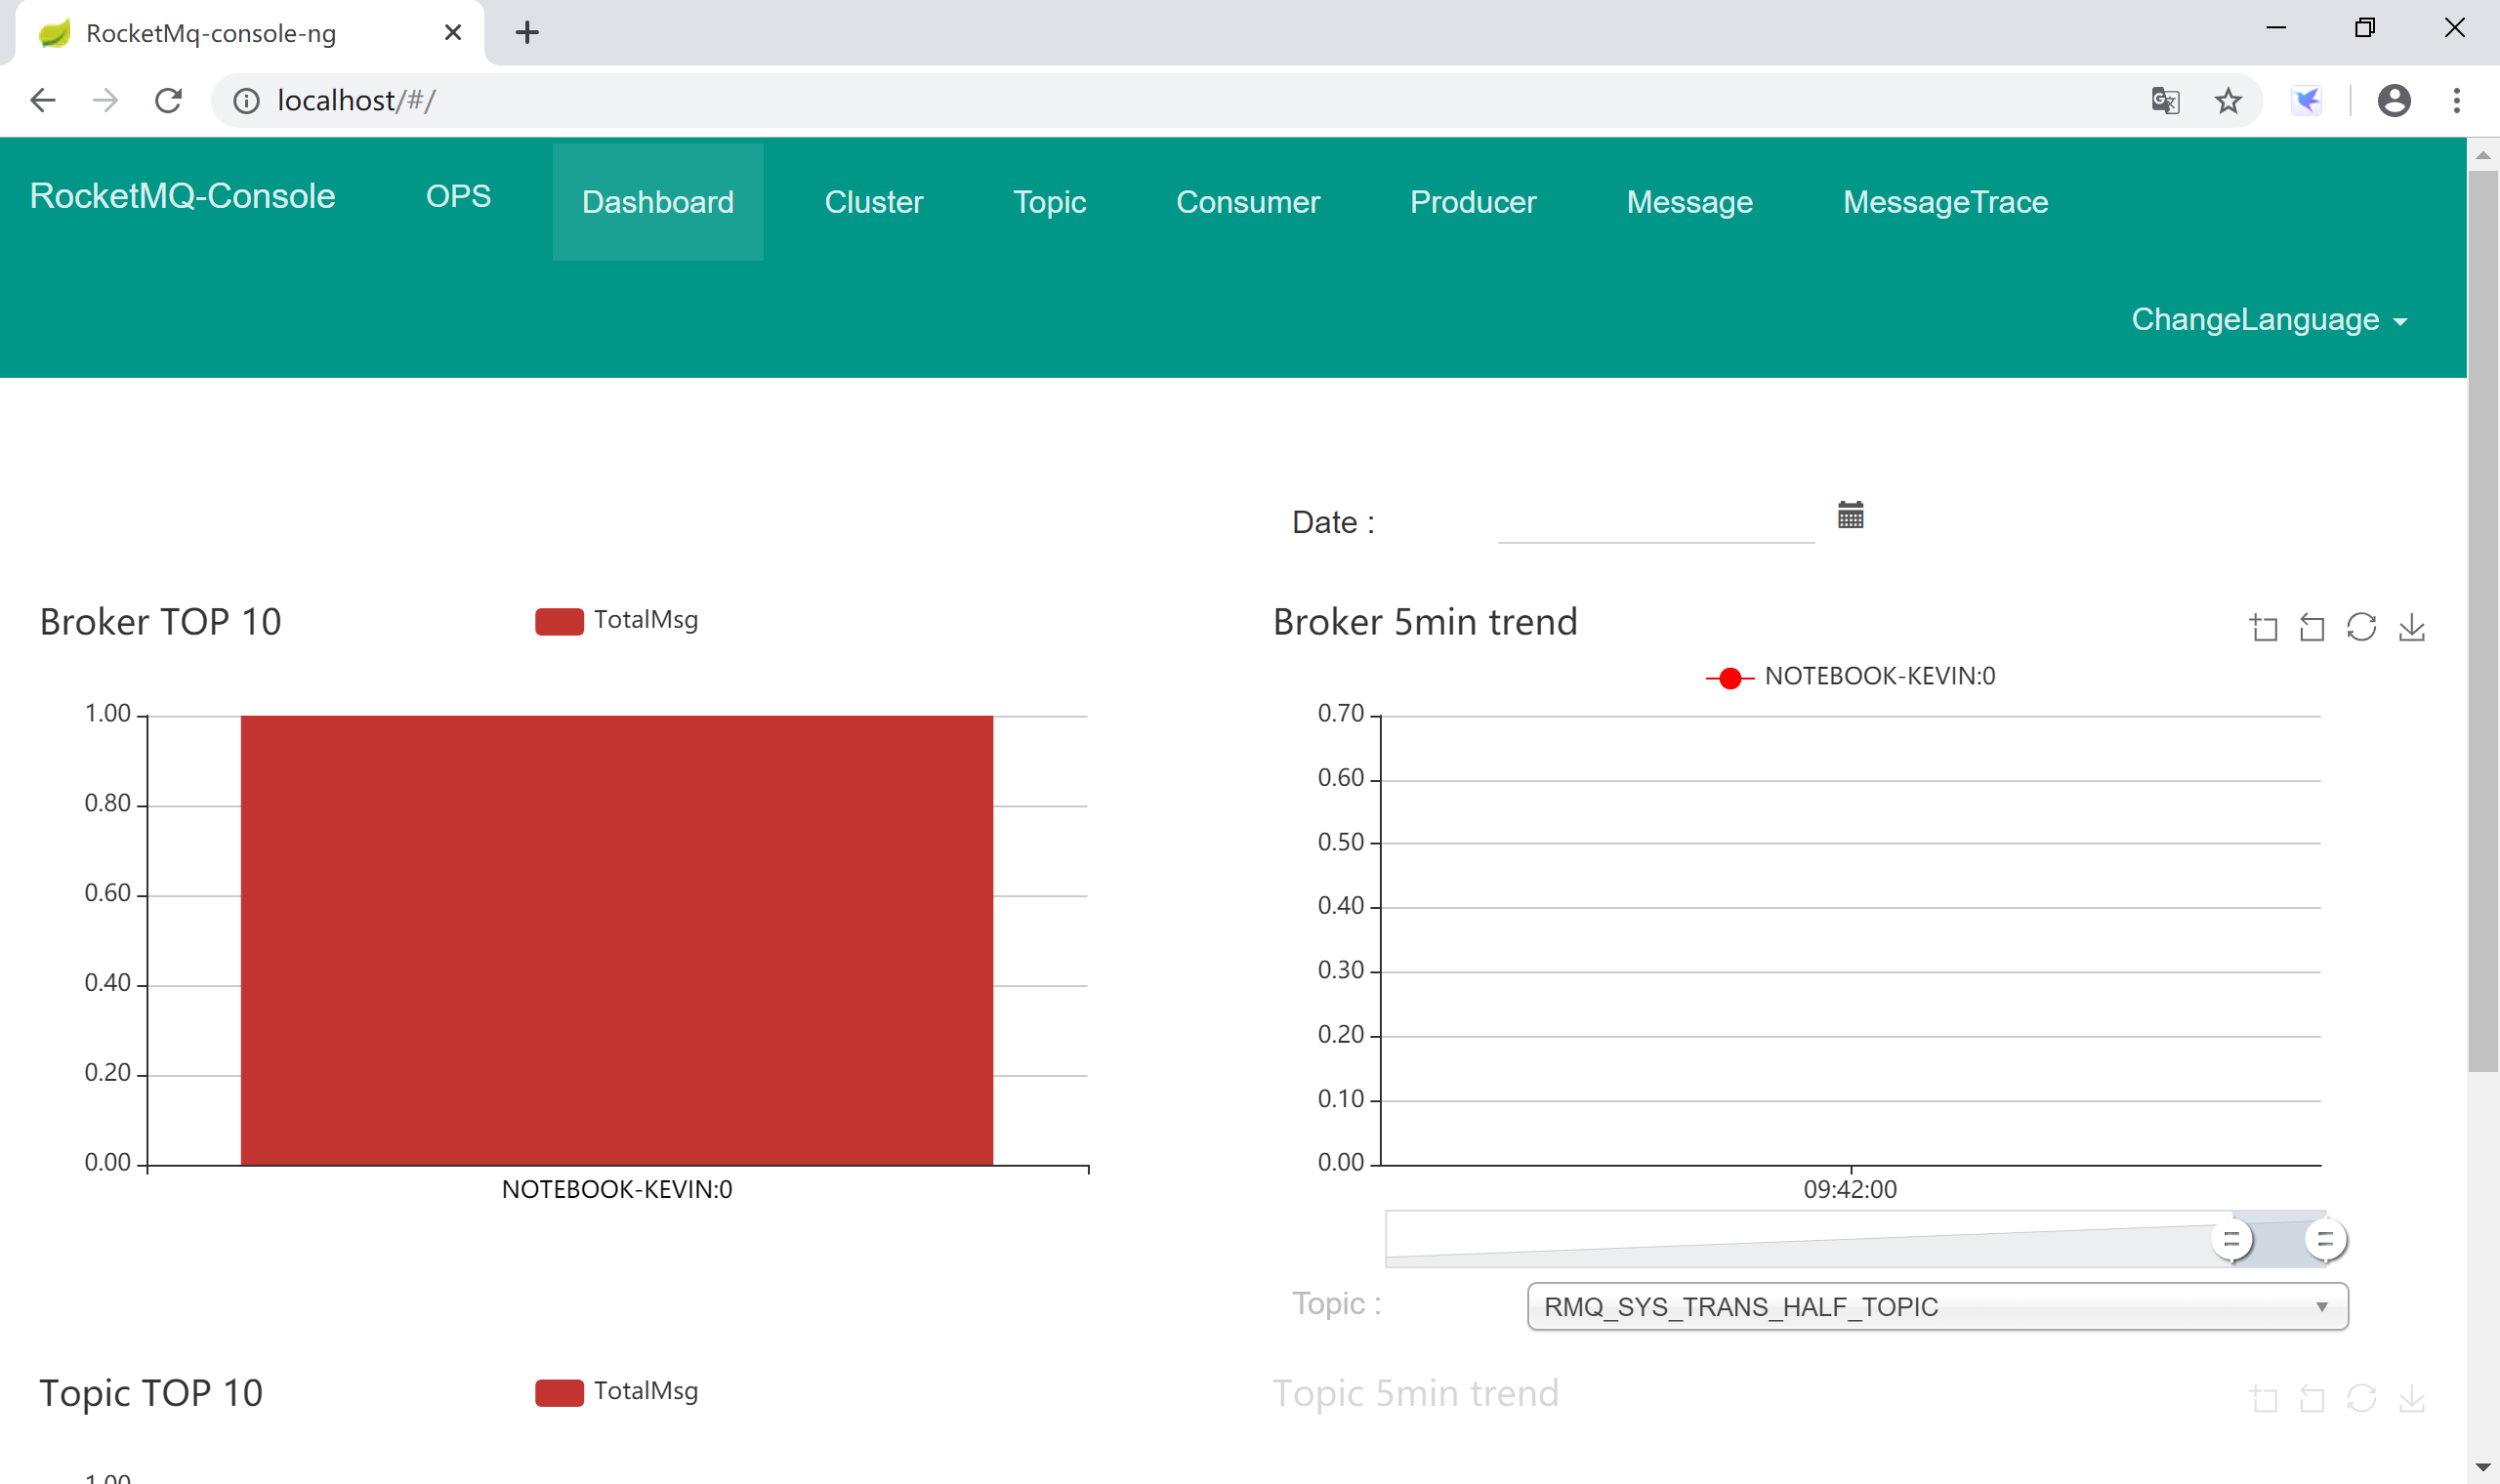 RocketMq-console-ng
localhost/#/
RocketMQ-Console OPS Dashboard Cluster Topic Consumer Producer Message MessageTrace
ChangeLanguage
Date :
Broker TOP 10 TotalMsg
1.00
0.80
0.60
0.40
0.20
0.00
NOTEBOOK-KEVIN:0
Broker 5min trend
NOTEBOOK-KEVIN:0
0.70
0.60
0.50
0.40
0.30
0.20
0.10
0.00
09:42:00
Topic : RMQ_SYS_TRANS_HALF_TOPIC
Topic TOP 10 TotalMsg
Topic 5min trend
1.00